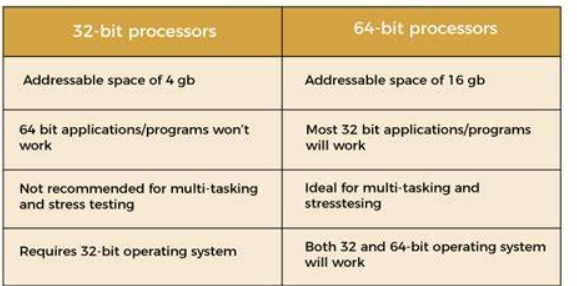 32-bit processors
64-bit processors
Addressable space of 4 gb
Addressable space of 16 gb
64 bit applications/programs won't
work
Most 32 bit applications/programs
will work
Not recommended for multi-tasking
and stress testing
Ideal for multi-tasking and
stresstesing
Requires 32-bit operating system
Both 32 and 64-bit operating system
will work